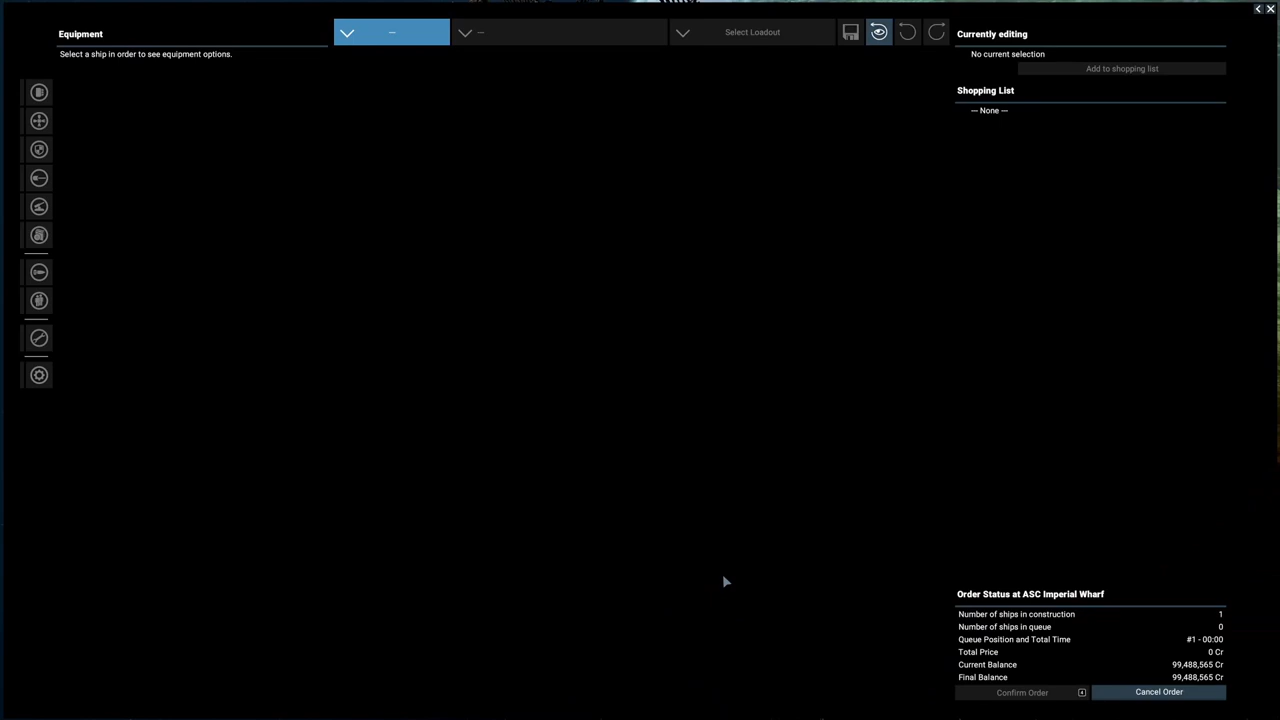 Equipment
Select a ship in order to see equipment options.
—
—
Select Loadout
Currently editing
No current selection
Add to shopping list
Shopping List
— None —
Order Status at ASC Imperial Wharf
Number of ships in construction 1
Number of ships in queue 0
Queue Position and Total Time #1 - 00:00
Total Price 0 Cr
Current Balance 99,488,565 Cr
Final Balance 99,488,565 Cr
Confirm Order
Cancel Order